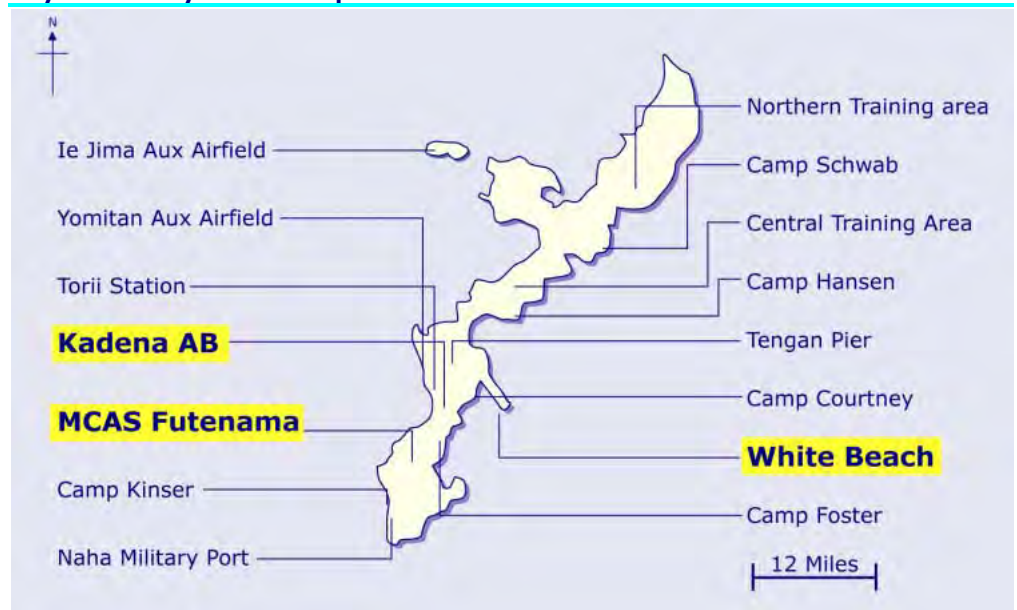 N
Ie Jima Aux Airfield
Yomitan Aux Airfield
Torii Station
Kadena AB
MCAS Futenama
Camp Kinser
Naha Military Port
Northern Training area
Camp Schwab
Central Training Area
Camp Hansen
Tengan Pier
Camp Courtney
White Beach
Camp Foster
12 Miles